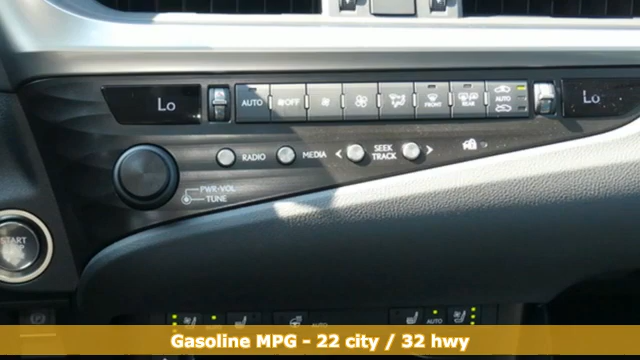 Lo
AUTO
OFF
FRONT
REAR
AUTO
Lo
RADIO
MEDIA
< SEEK >
TRACK
PWR·VOL
TUNE
START
AUTO
AUTO
Gasoline MPG - 22 city / 32 hwy